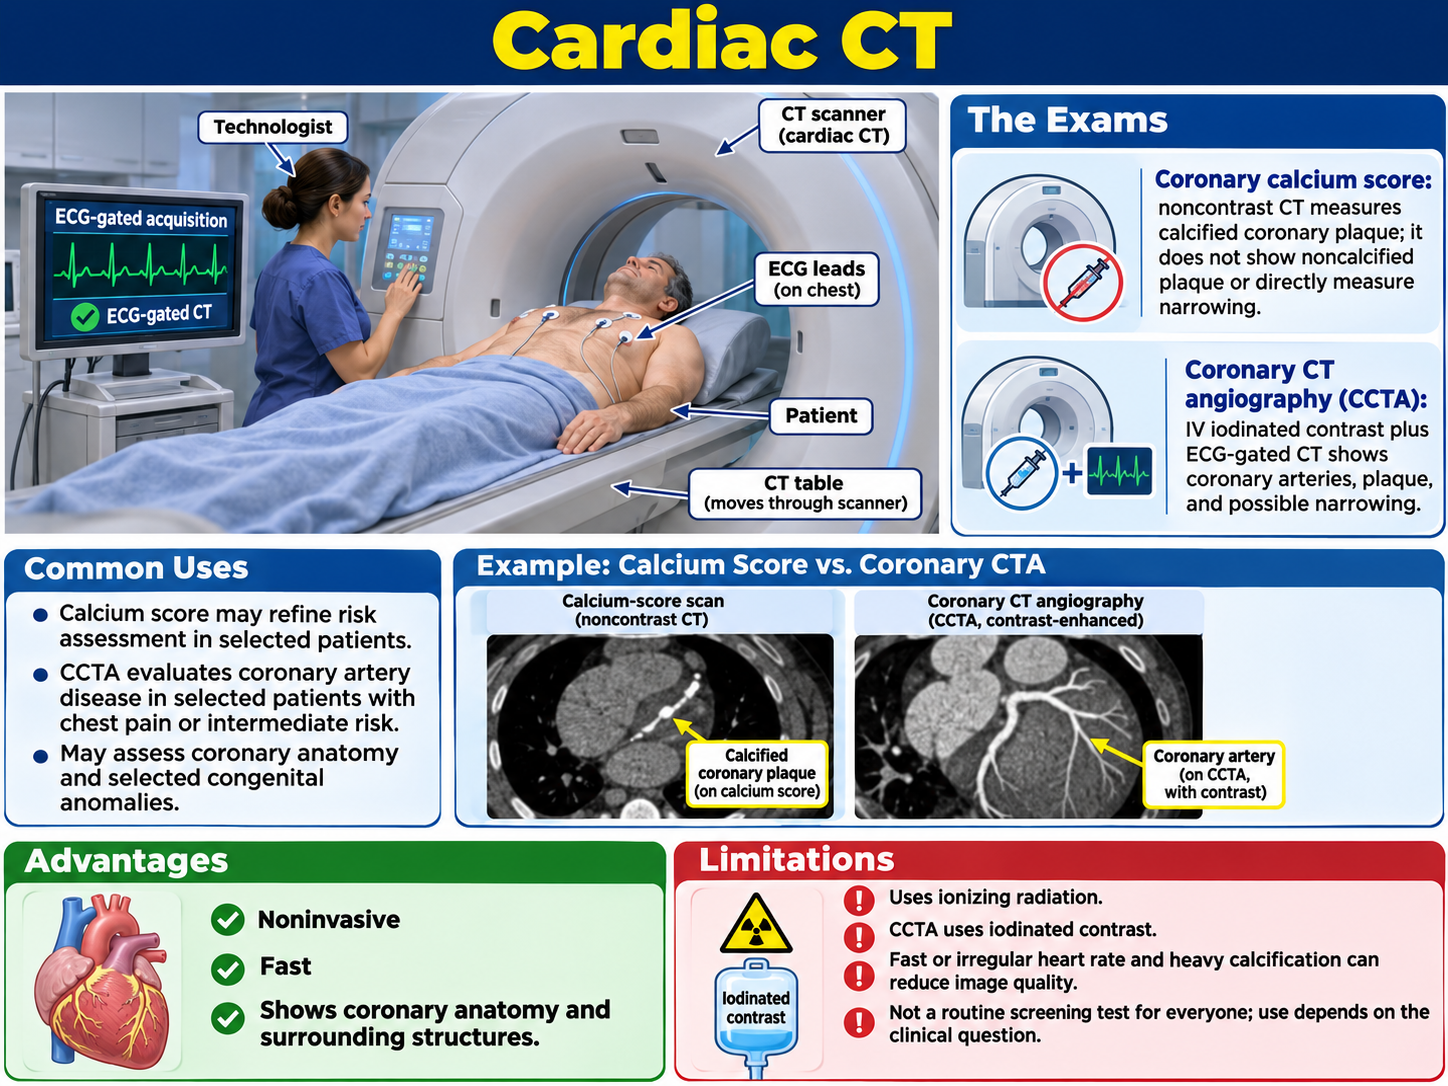 Cardiac CT
Technologist
CT scanner
(cardiac CT)
ECG-gated acquisition
ECG-gated CT
ECG leads
(on chest)
Patient
CT table
(moves through scanner)
The Exams
Coronary calcium score:
noncontrast CT measures
calcified coronary plaque; it
does not show noncalcified
plaque or directly measure
narrowing.
Coronary CT
angiography (CCTA):
IV iodinated contrast plus
ECG-gated CT shows
coronary arteries, plaque,
and possible narrowing.
Common Uses
Calcium score may refine risk
assessment in selected patients.
CCTA evaluates coronary artery
disease in selected patients with
chest pain or intermediate risk.
May assess coronary anatomy
and selected congenital
anomalies.
Example: Calcium Score vs. Coronary CTA
Calcium-score scan
(noncontrast CT)
Calcified
coronary plaque
(on calcium score)
Coronary CT angiography
(CCTA, contrast-enhanced)
Coronary artery
(on CCTA,
with contrast)
Advantages
Noninvasive
Fast
Shows coronary anatomy and
surrounding structures.
Limitations
Iodinated
contrast
Uses ionizing radiation.
CCTA uses iodinated contrast.
Fast or irregular heart rate and heavy calcification can
reduce image quality.
Not a routine screening test for everyone; use depends on the
clinical question.